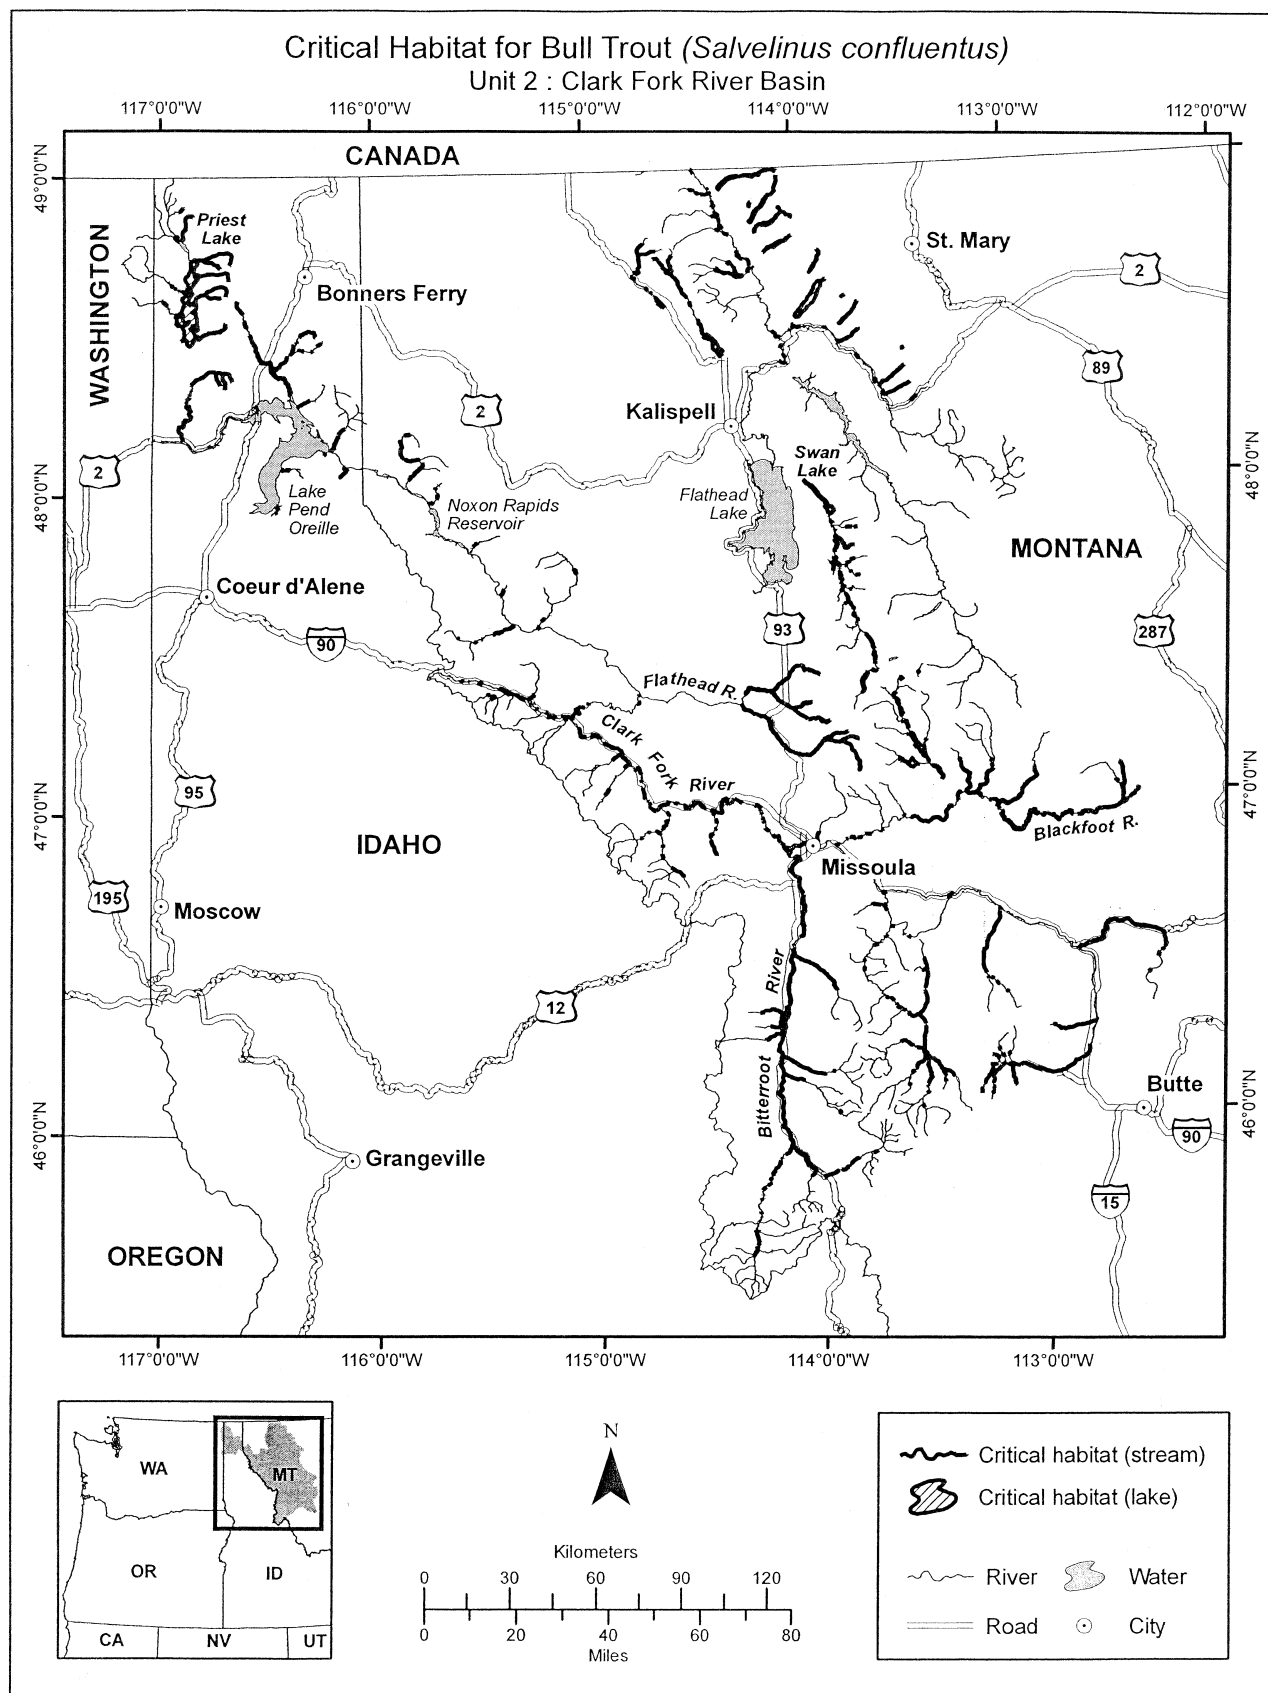 Critical Habitat for Bull Trout (Salvelinus confluentus)
Unit 2 : Clark Fork River Basin
117°0'0"W
116°0'0"W
115°0'0"W
114°0'0"W
113°0'0"W
112°0'0"W
49°0'0"N
48°0'0"N
47°0'0"N
46°0'0"N
48°0'0"N
47°0'0"N
46°0'0"N
CANADA
WASHINGTON
Priest
Lake
Bonners Ferry
St. Mary
2
89
2
Kalispell
2
Swan
Lake
Flathead
Lake
Lake
Pend
Oreille
Noxon Rapids
Reservoir
MONTANA
Coeur d'Alene
90
93
287
Flathead R.
Clark
Fork
River
95
Blackfoot R.
IDAHO
Missoula
195
Moscow
River
12
Bitterroot
Butte
90
Grangeville
15
OREGON
117°0'0"W
116°0'0"W
115°0'0"W
114°0'0"W
113°0'0"W
WA
MT
OR
ID
CA
NV
UT
N
Kilometers
0 30 60 90 120
0 20 40 60 80
Miles
Critical habitat (stream)
Critical habitat (lake)
River
Water
Road
City